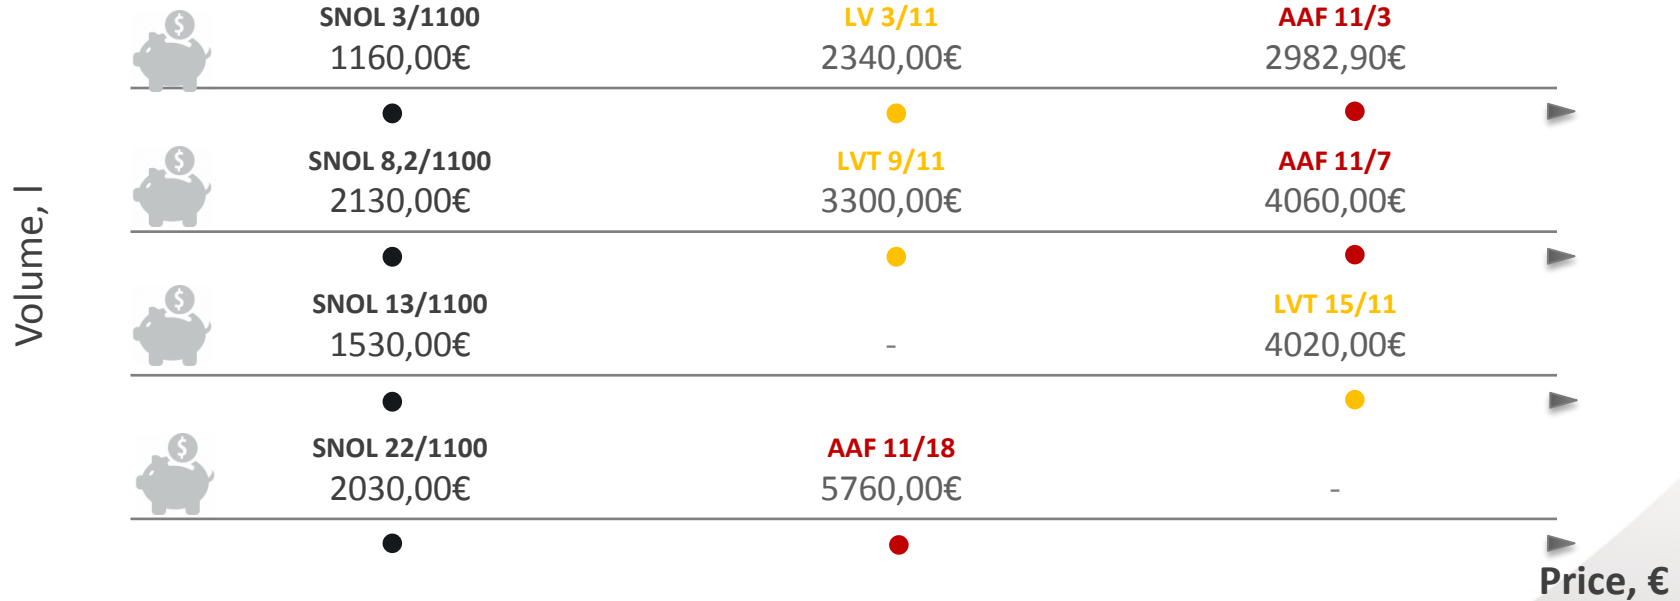 SNOL 3/1100 LV 3/11 AAF 11/3
1160,00€ 2340,00€ 2982,90€
SNOL 8,2/1100 LVT 9/11 AAF 11/7
2130,00€ 3300,00€ 4060,00€
Volume, l
SNOL 13/1100 LVT 15/11
1530,00€ - 4020,00€
SNOL 22/1100 AAF 11/18
2030,00€ 5760,00€ -
Price, €